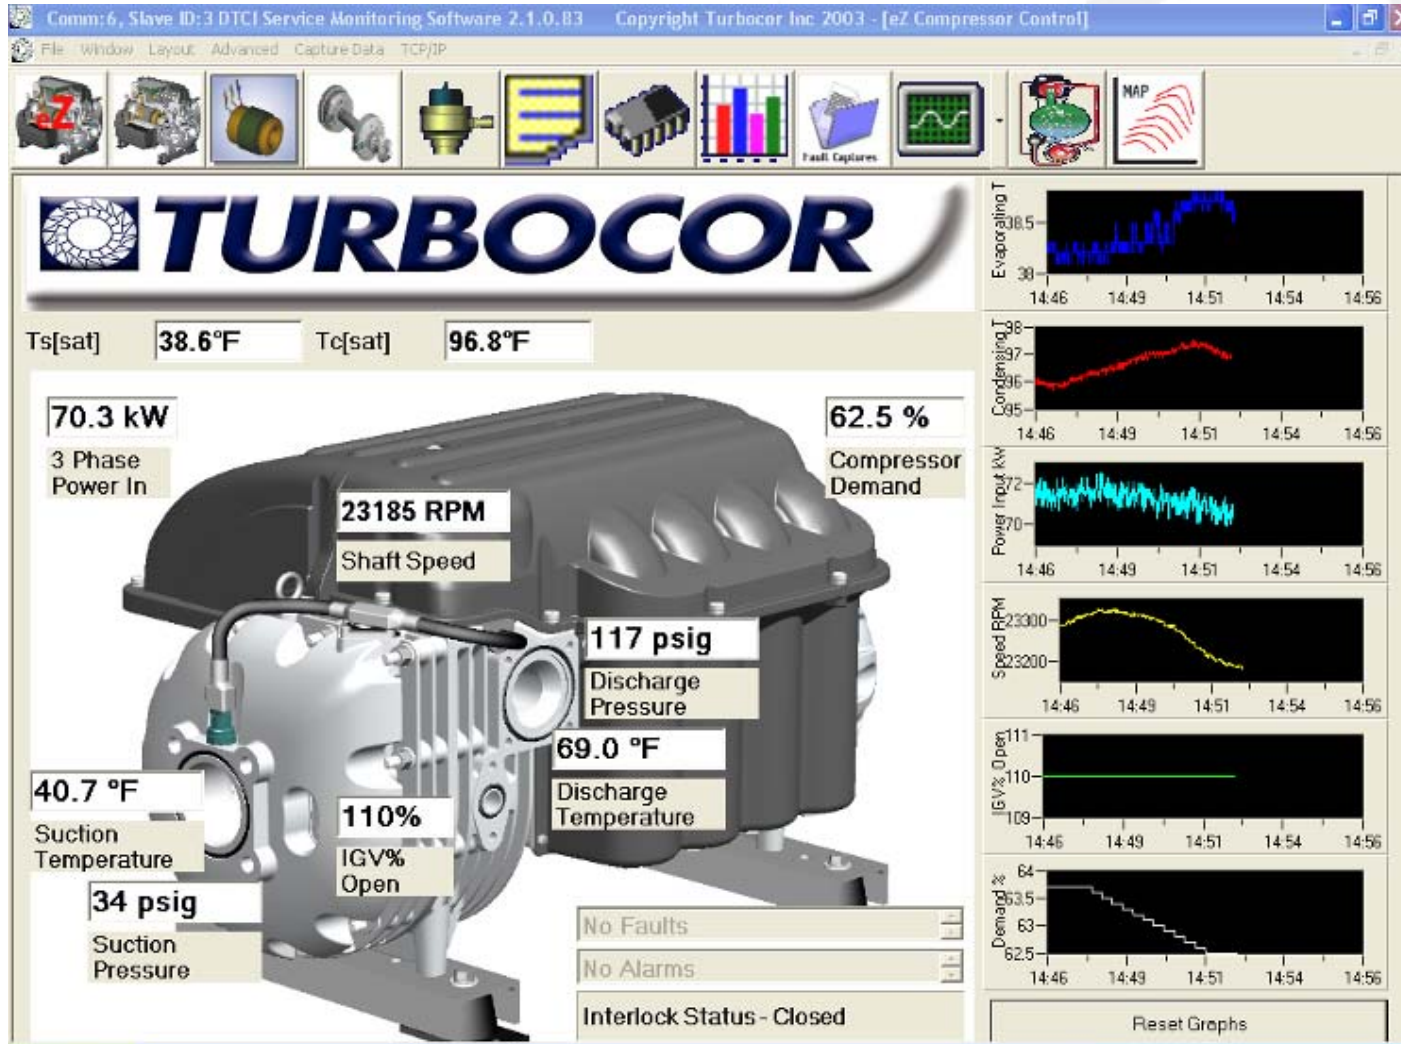 Comm:6, Slave ID:3 DTCI Service Monitoring Software 2.1.0.83 Copyright Turbocor Inc 2003 - [eZ Compressor Control]
File Window Layout Advanced Capture Data TCP/IP
eZ
Fault Captures
MAP
TURBOCOR
Ts[sat] 38.6ºF Tc[sat] 96.8ºF
70.3 kW
3 Phase
Power In
62.5 %
Compressor
Demand
23185 RPM
Shaft Speed
117 psig
Discharge
Pressure
69.0 ºF
Discharge
Temperature
40.7 ºF
Suction
Temperature
110%
IGV%
Open
34 psig
Suction
Pressure
No Faults
No Alarms
Interlock Status - Closed
Evaporating T
38.5
38
14:46 14:49 14:51 14:54 14:56
Condensing T
98
97
96
95
14:46 14:49 14:51 14:54 14:56
Power Input kW
72
70
14:46 14:49 14:51 14:54 14:56
Speed RPM
23300
23200
14:46 14:49 14:51 14:54 14:56
IGV% Open
111
110
109
14:46 14:49 14:51 14:54 14:56
Demand %
64
63.5
63
62.5
14:46 14:49 14:51 14:54 14:56
Reset Graphs